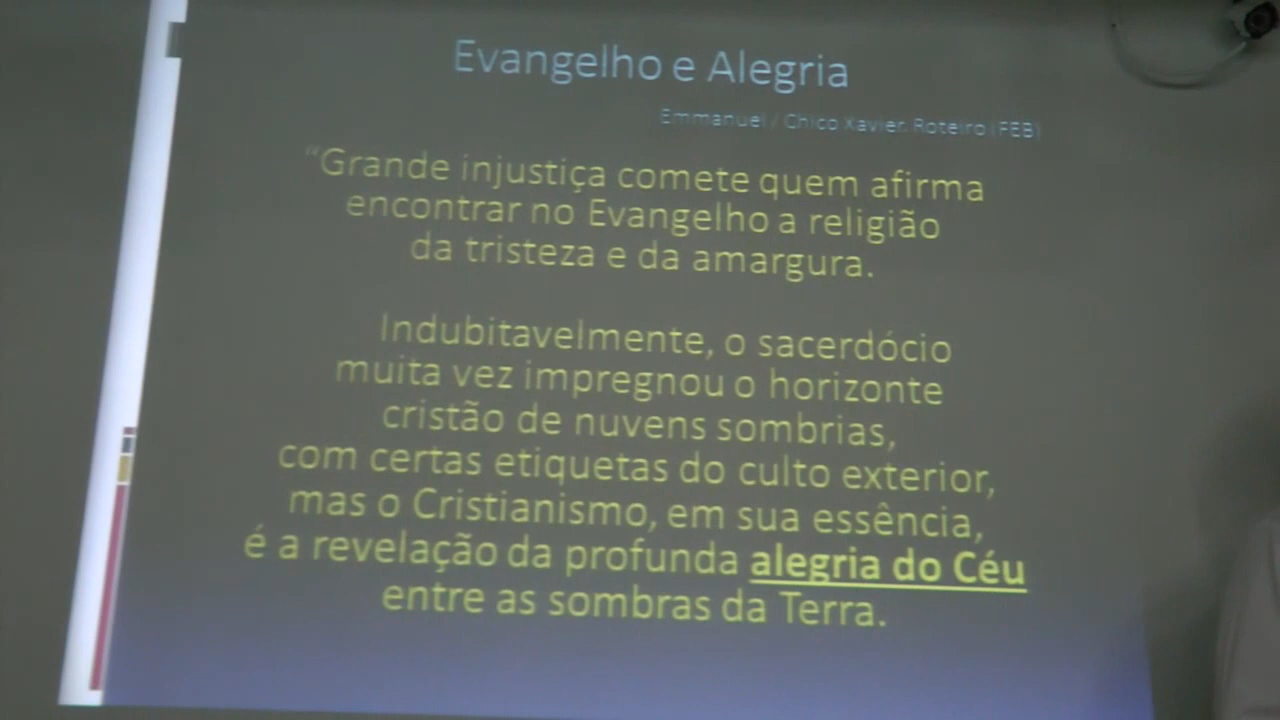 Evangelho e Alegria
Emmanuel / Chico Xavier. Roteiro (FEB)
“Grande injustiça comete quem afirma
encontrar no Evangelho a religião
da tristeza e da amargura.
Indubitavelmente, o sacerdócio
muita vez impregnou o horizonte
cristão de nuvens sombrias,
com certas etiquetas do culto exterior,
mas o Cristianismo, em sua essência,
é a revelação da profunda alegria do Céu
entre as sombras da Terra.